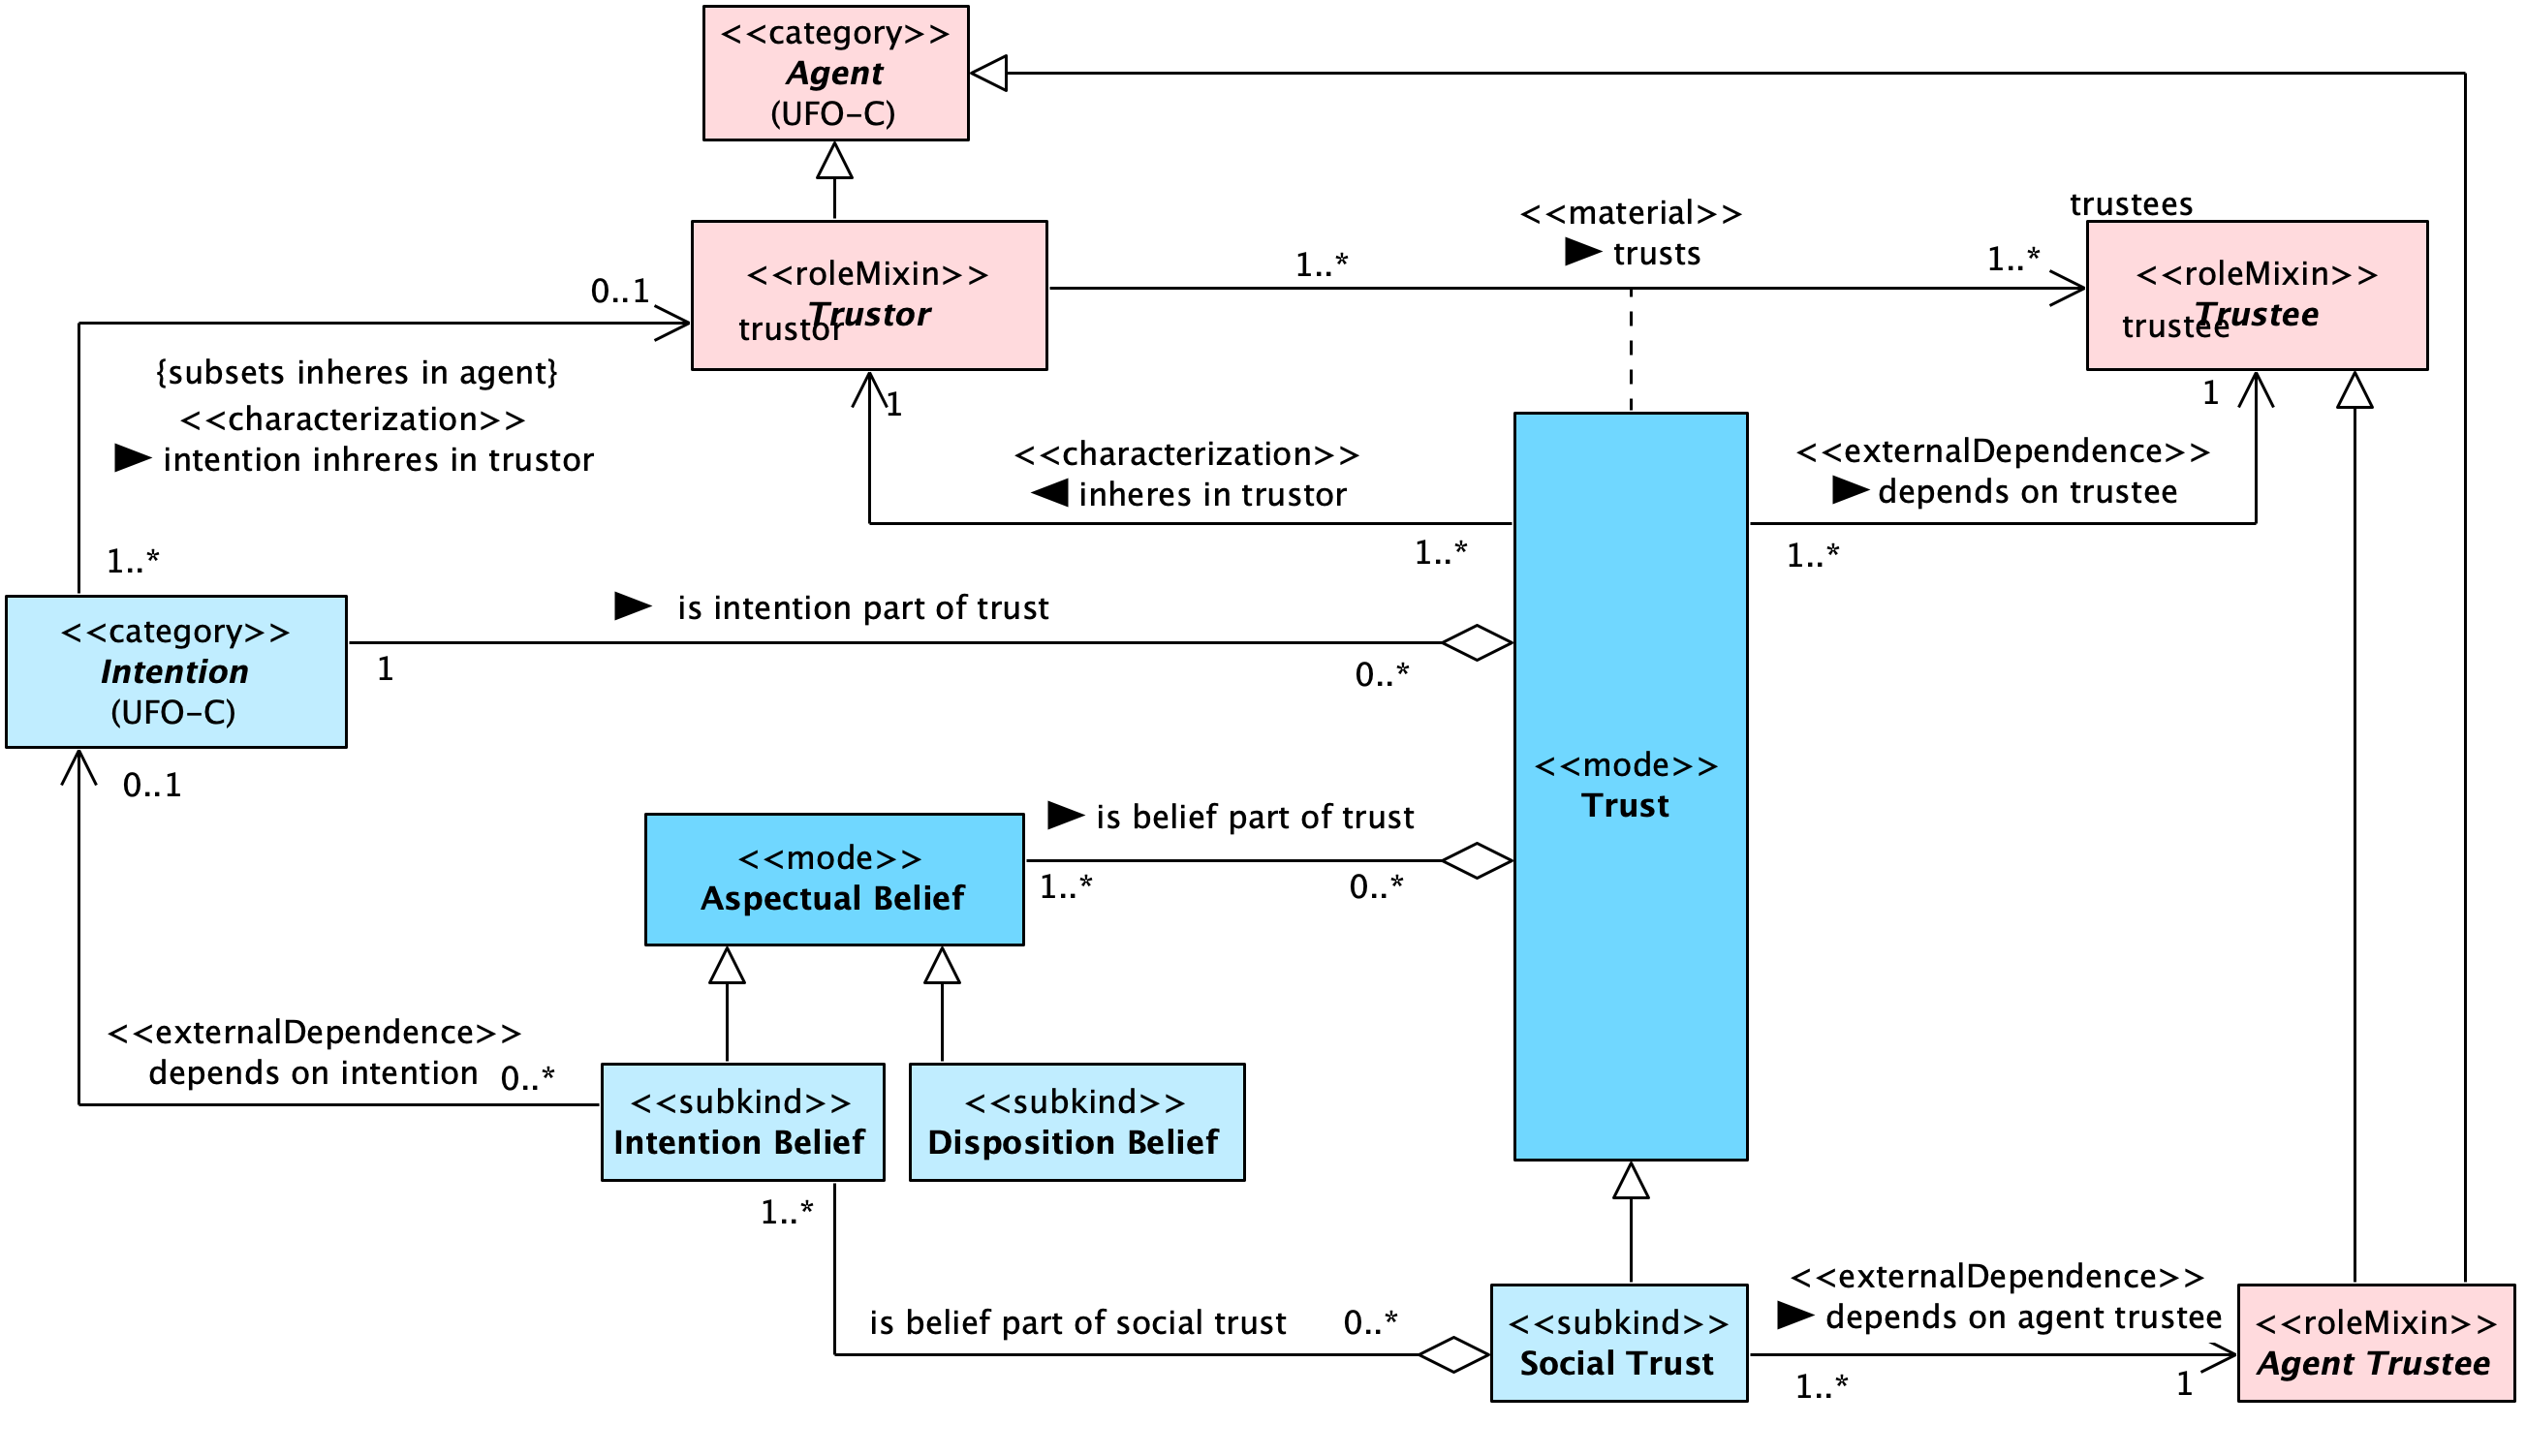 <<category>>
Agent
(UFO-C)
<<material>>
trusts
trustees
1..*
1..*
<<roleMixin>>
Trustor
trustor
<<roleMixin>>
Trustee
trustee
0..1
{subsets inheres in agent}
<<characterization>>
intention inhreres in trustor
1
<<characterization>>
inheres in trustor
1..*
1
<<externalDependence>>
depends on trustee
1..*
1..*
<<category>>
Intention
(UFO-C)
is intention part of trust
1
0..*
<<mode>>
Trust
0..1
<<mode>>
Aspectual Belief
is belief part of trust
1..*
0..*
<<externalDependence>>
depends on intention
0..*
<<subkind>>
Intention Belief
<<subkind>>
Disposition Belief
1..*
is belief part of social trust
0..*
<<subkind>>
Social Trust
<<externalDependence>>
depends on agent trustee
1..*
1
<<roleMixin>>
Agent Trustee